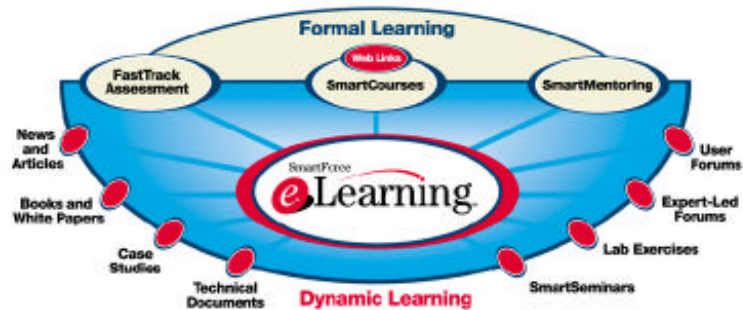 Formal Learning
Web Links
FastTrack
Assessment
SmartCourses
SmartMentoring
News
and
Articles
User
Forums
SmartForce
e.Learning
Books and
White Papers
Expert-Led
Forums
Case
Studies
Lab Exercises
Technical
Documents
SmartSeminars
Dynamic Learning